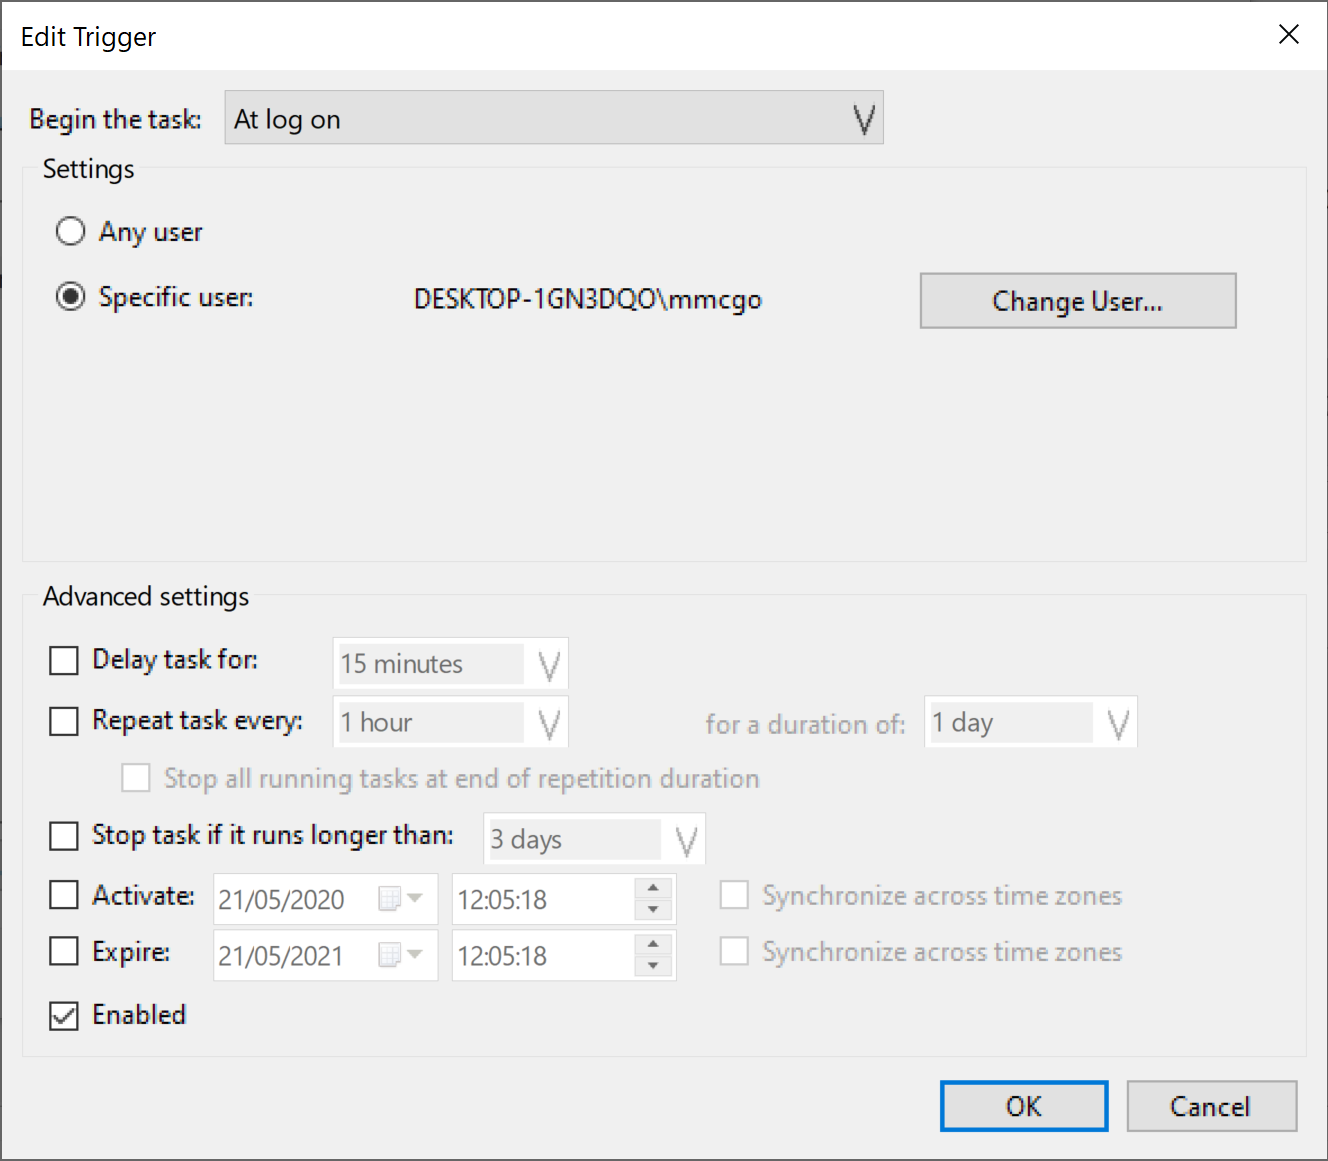 Edit Trigger
Begin the task: At log on
Settings
Any user
Specific user: DESKTOP-1GN3DQO\mmcgo Change User...
Advanced settings
Delay task for: 15 minutes
Repeat task every: 1 hour for a duration of: 1 day
Stop all running tasks at end of repetition duration
Stop task if it runs longer than: 3 days
Activate: 21/05/2020 12:05:18 Synchronize across time zones
Expire: 21/05/2021 12:05:18 Synchronize across time zones
Enabled
OK Cancel